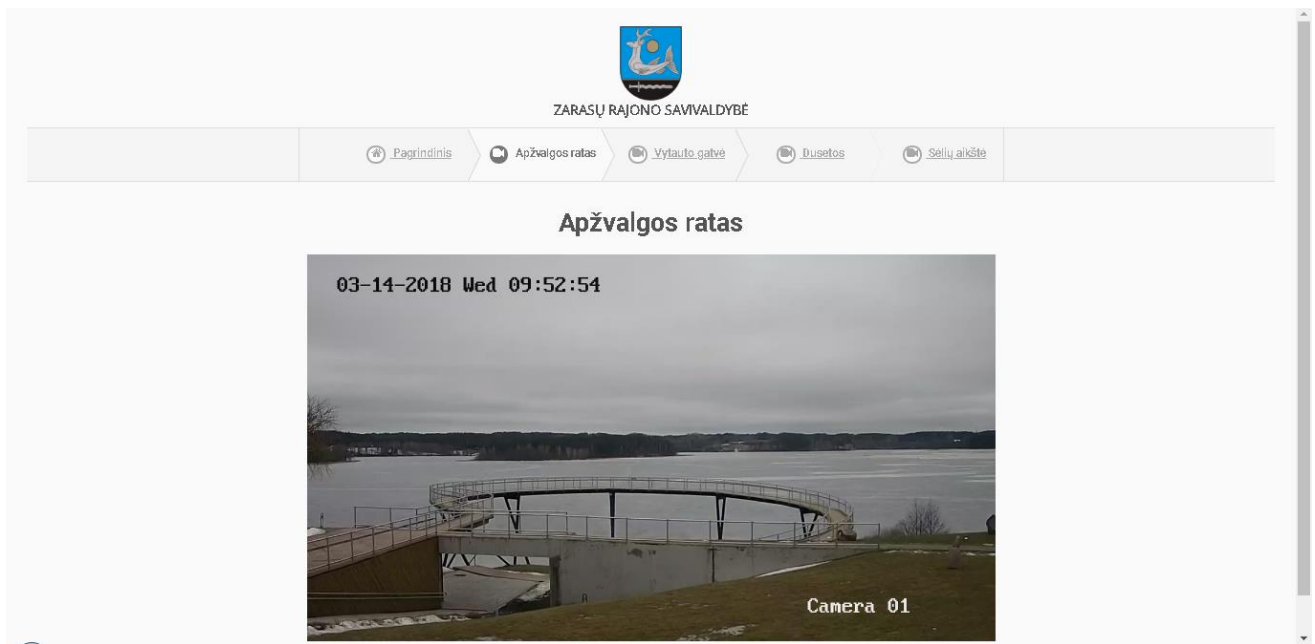 ZARASŲ RAJONO SAVIVALDYBĖ
Pagrindinis
Apžvalgos ratas
Vytauto gatvė
Dusetos
Sėlių aikštė
Apžvalgos ratas
03-14-2018 Wed 09:52:54
Camera 01